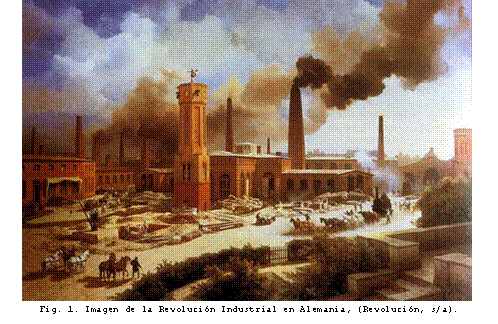 Fig. 1. Imagen de la Revolución Industrial en Alemania, (Revolución, s/a).